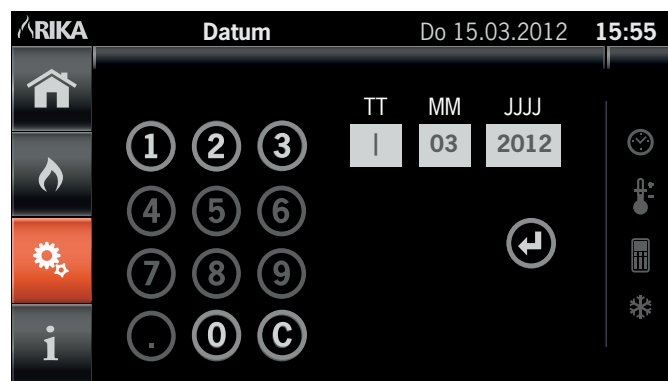 RIKA Datum Do 15.03.2012 15:55
TT MM JJJJ
1 2 3 | 03 2012
4 5 6
7 8 9
. 0 C
i